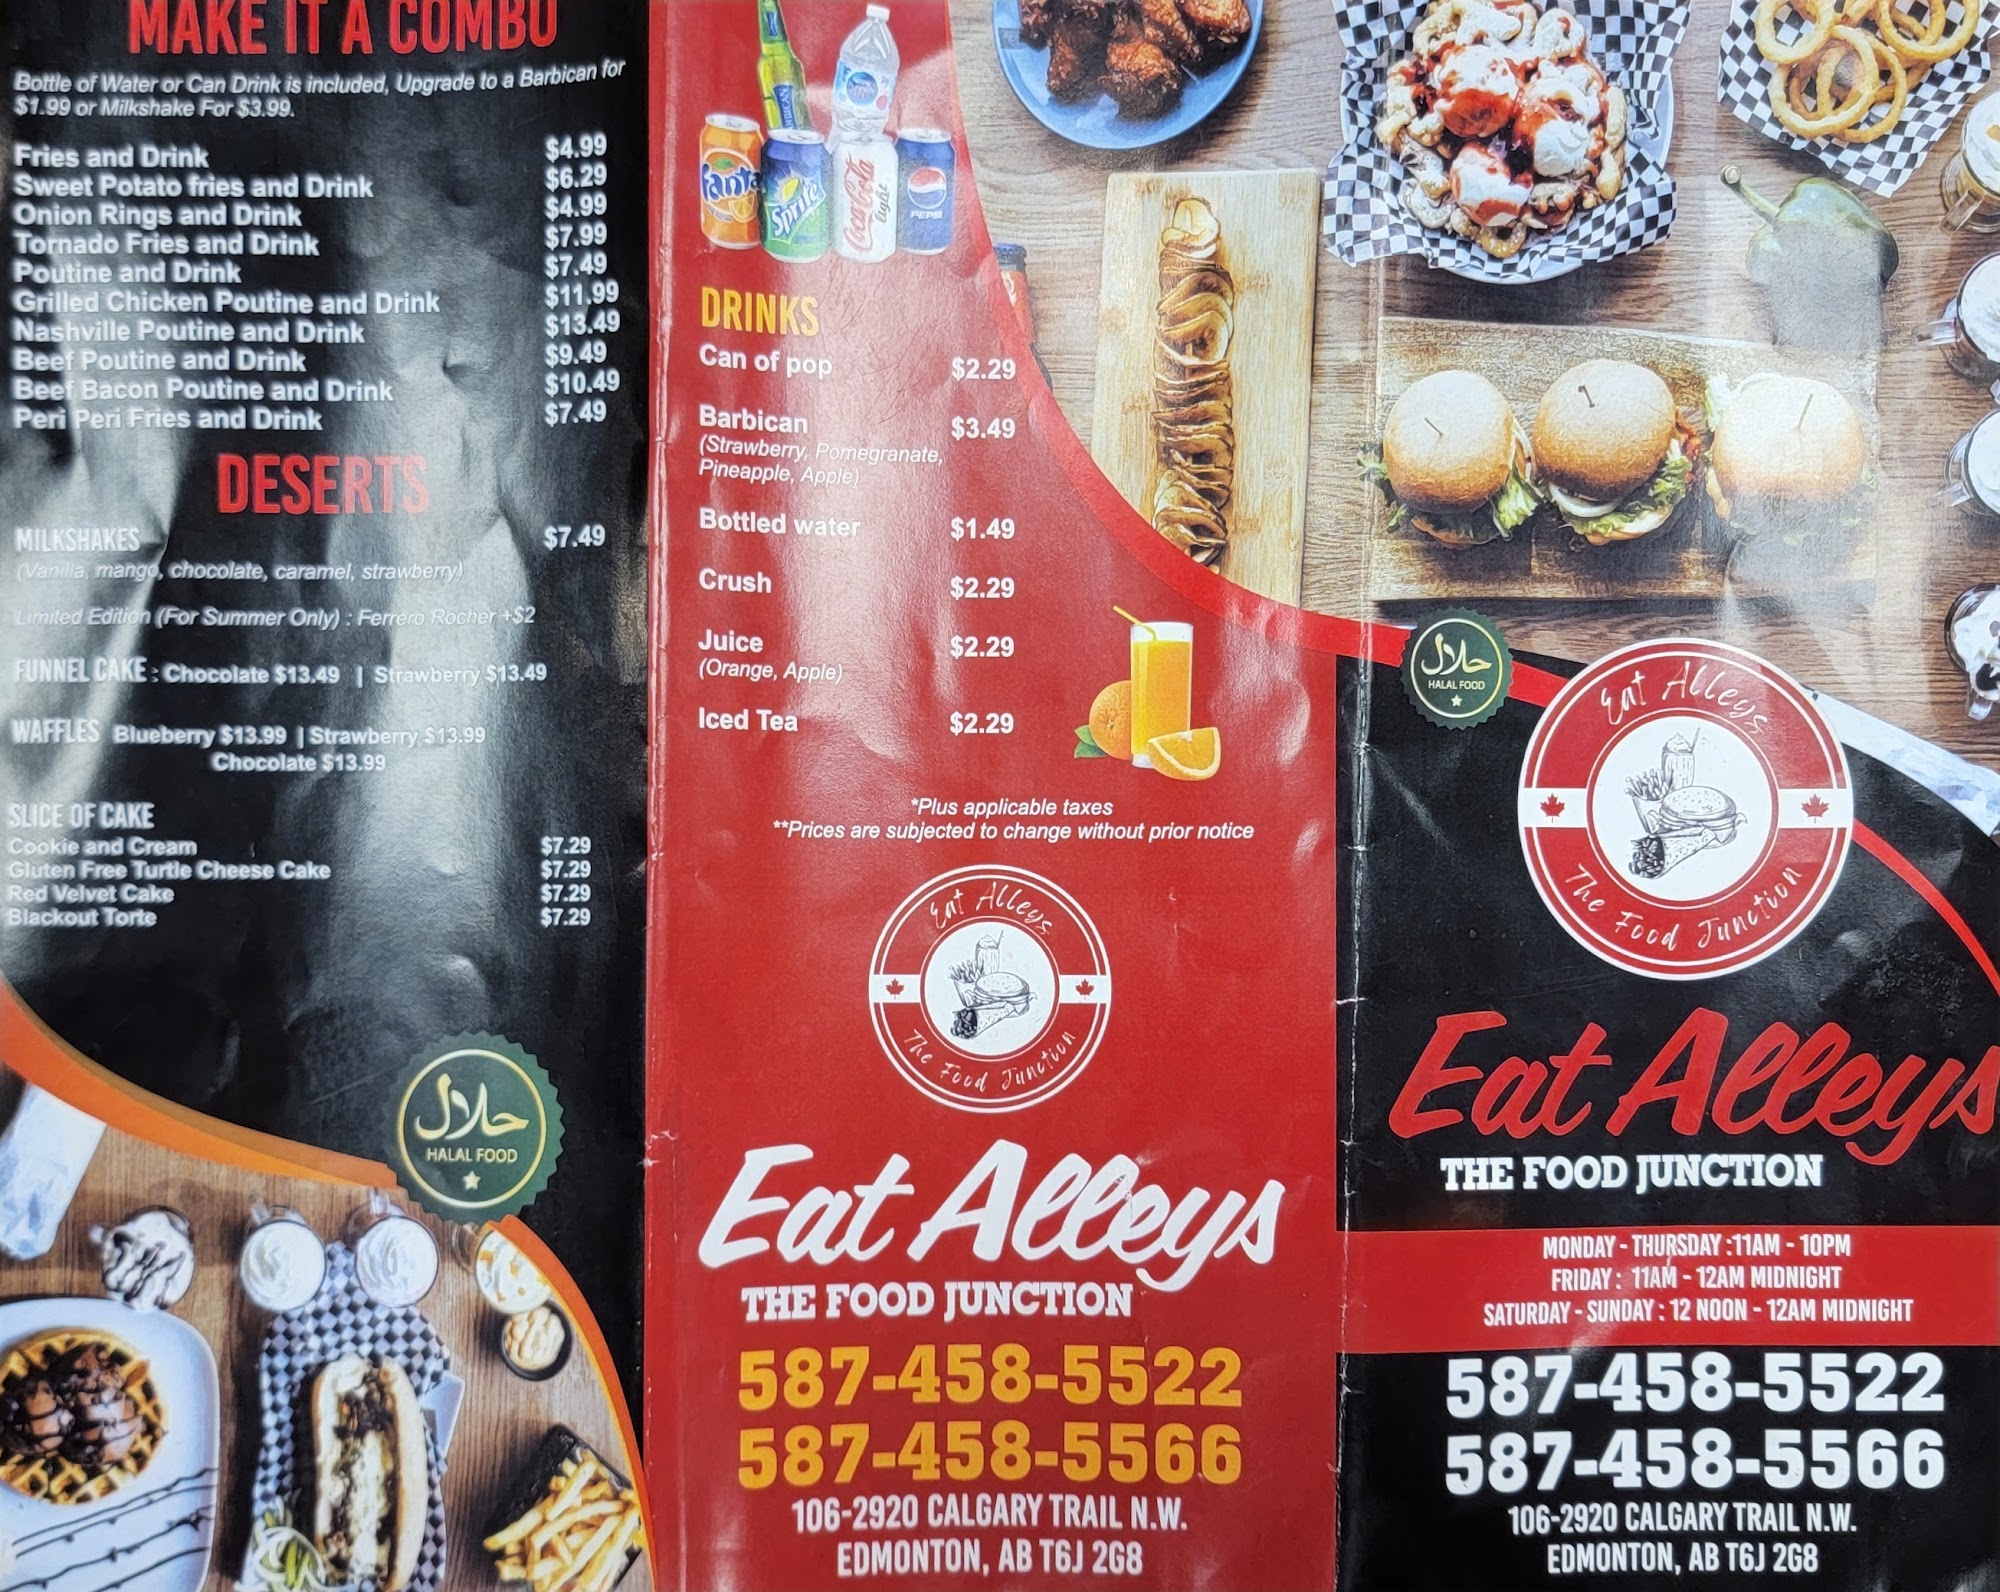 MAKE IT A COMBO
Bottle of Water or Can Drink is included, Upgrade to a Barbican for
$1.99 or Milkshake For $3.99.
Fries and Drink $4.99
Sweet Potato fries and Drink $6.29
Onion Rings and Drink $4.99
Tornado Fries and Drink $7.99
Poutine and Drink $7.49
Grilled Chicken Poutine and Drink $11.99
Nashville Poutine and Drink $13.49
Beef Poutine and Drink $9.49
Beef Bacon Poutine and Drink $10.49
Peri Peri Fries and Drink $7.49
DESERTS
MILKSHAKES $7.49
(Vanilla, mango, chocolate, caramel, strawberry)
Limited Edition (For Summer Only) : Ferrero Rocher +$2
FUNNEL CAKE : Chocolate $13.49 | Strawberry $13.49
WAFFLES Blueberry $13.99 | Strawberry $13.99
Chocolate $13.99
SLICE OF CAKE
Cookie and Cream $7.29
Gluten Free Turtle Cheese Cake $7.29
Red Velvet Cake $7.29
Blackout Torte $7.29
حلال
HALAL FOOD
BARBICAN
Fanta
Sprite
Coca-Cola
light
PEPSI
DRINKS
Can of pop $2.29
Barbican $3.49
(Strawberry, Pomegranate,
Pineapple, Apple)
Bottled water $1.49
Crush $2.29
Juice $2.29
(Orange, Apple)
Iced Tea $2.29
*Plus applicable taxes
**Prices are subjected to change without prior notice
Eat Alleys
The Food Junction
Eat Alleys
THE FOOD JUNCTION
587-458-5522
587-458-5566
106-2920 CALGARY TRAIL N.W.
EDMONTON, AB T6J 2G8
حلال
HALAL FOOD
Eat Alleys
The Food Junction
Eat Alleys
THE FOOD JUNCTION
MONDAY - THURSDAY :11AM - 10PM
FRIDAY : 11AM - 12AM MIDNIGHT
SATURDAY - SUNDAY : 12 NOON - 12AM MIDNIGHT
587-458-5522
587-458-5566
106-2920 CALGARY TRAIL N.W.
EDMONTON, AB T6J 2G8